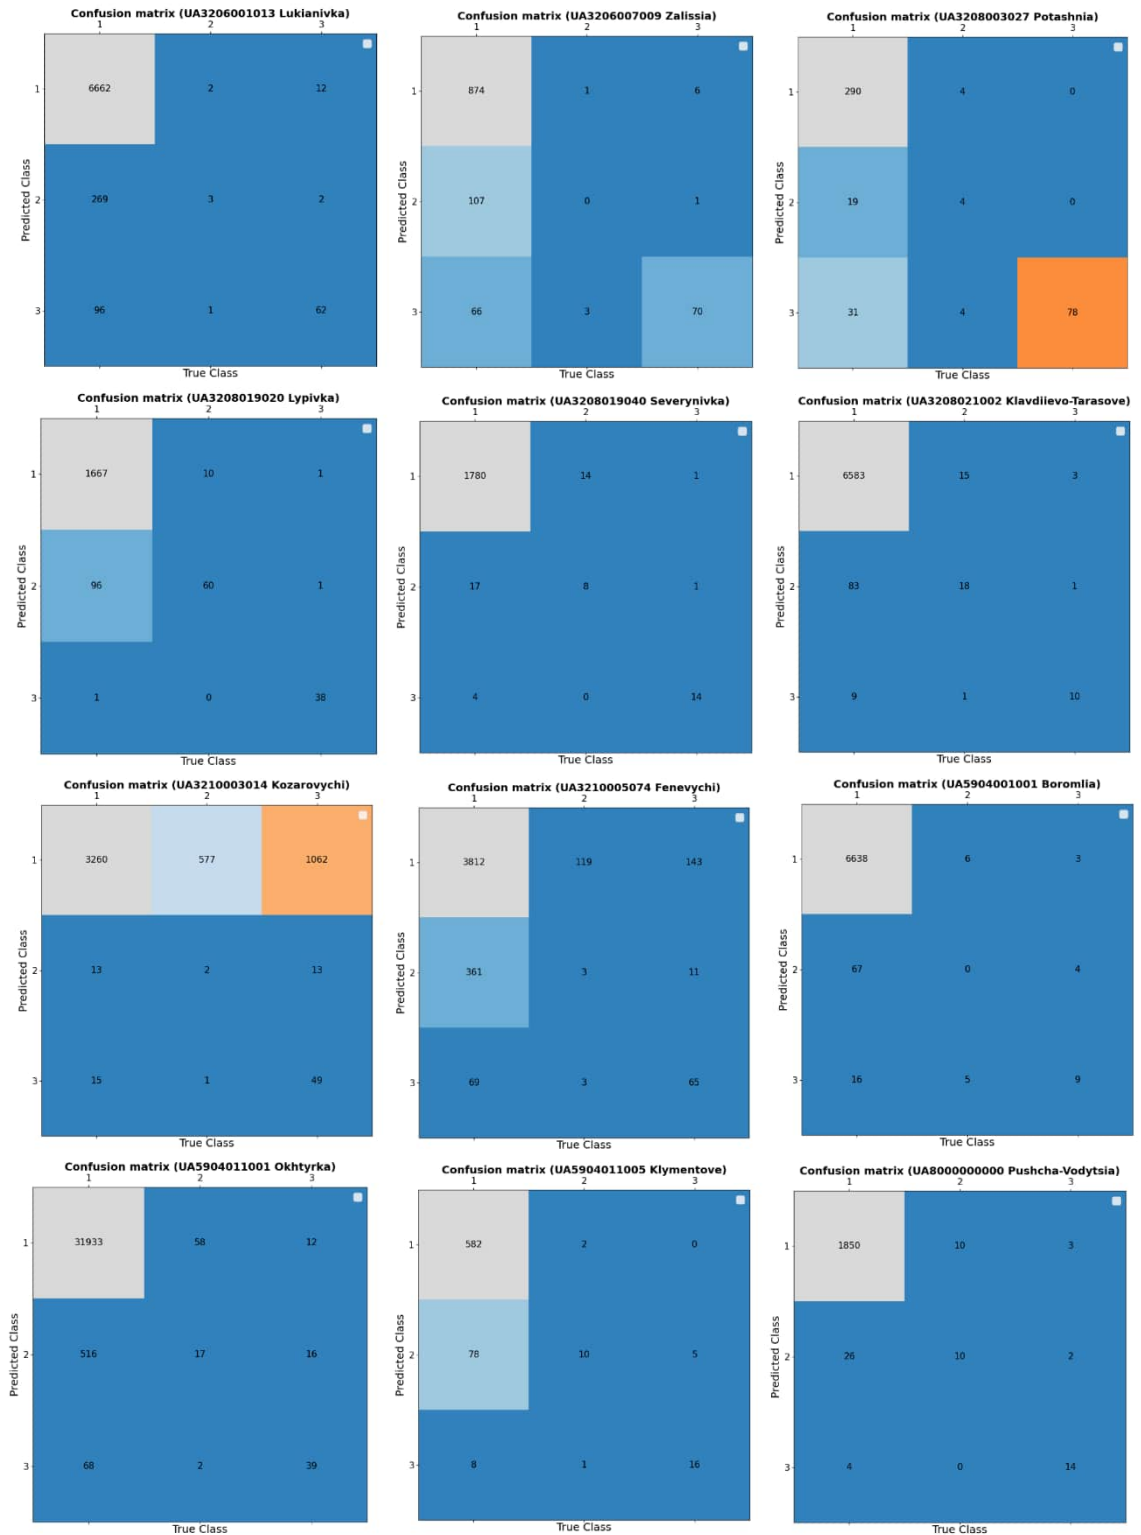 Confusion matrix (UA3206001013 Lukianivka)
1 2 3
1 6662 2 12
2 269 3 2
3 96 1 62
Predicted Class
True Class
Confusion matrix (UA3206007009 Zalissia)
1 2 3
1 874 1 6
2 107 0 1
3 66 3 70
Predicted Class
True Class
Confusion matrix (UA3208003027 Potashnia)
1 2 3
1 290 4 0
2 19 4 0
3 31 4 78
Predicted Class
True Class
Confusion matrix (UA3208019020 Lypivka)
1 2 3
1 1667 10 1
2 96 60 1
3 1 0 38
Predicted Class
True Class
Confusion matrix (UA3208019040 Severynivka)
1 2 3
1 1780 14 1
2 17 8 1
3 4 0 14
Predicted Class
True Class
Confusion matrix (UA3208021002 Klavdiievo-Tarasove)
1 2 3
1 6583 15 3
2 83 18 1
3 9 1 10
Predicted Class
True Class
Confusion matrix (UA3210003014 Kozarovychi)
1 2 3
1 3260 577 1062
2 13 2 13
3 15 1 49
Predicted Class
True Class
Confusion matrix (UA3210005074 Fenevychi)
1 2 3
1 3812 119 143
2 361 3 11
3 69 3 65
Predicted Class
True Class
Confusion matrix (UA5904001001 Boromlia)
1 2 3
1 6638 6 3
2 67 0 4
3 16 5 9
Predicted Class
True Class
Confusion matrix (UA5904011001 Okhtyrka)
1 2 3
1 31933 58 12
2 516 17 16
3 68 2 39
Predicted Class
True Class
Confusion matrix (UA5904011005 Klymentove)
1 2 3
1 582 2 0
2 78 10 5
3 8 1 16
Predicted Class
True Class
Confusion matrix (UA8000000000 Pushcha-Vodytsia)
1 2 3
1 1850 10 3
2 26 10 2
3 4 0 14
Predicted Class
True Class